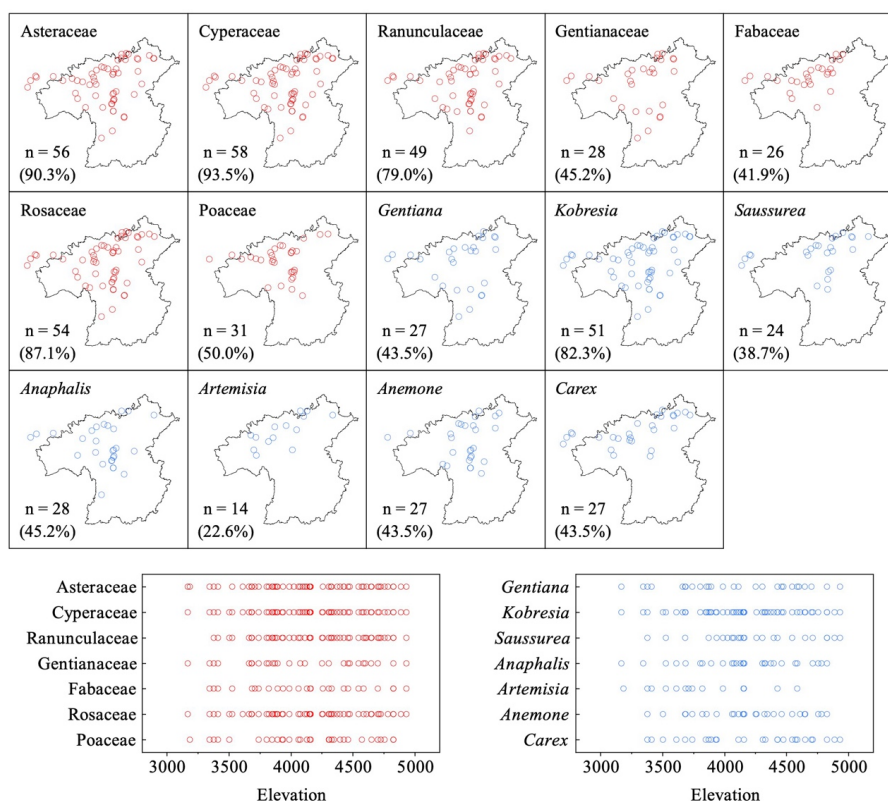 Asteraceae
Cyperaceae
Ranunculaceae
Gentianaceae
Fabaceae
n = 56
(90.3%)
n = 58
(93.5%)
n = 49
(79.0%)
n = 28
(45.2%)
n = 26
(41.9%)
Rosaceae
Poaceae
Gentiana
Kobresia
Saussurea
n = 54
(87.1%)
n = 31
(50.0%)
n = 27
(43.5%)
n = 51
(82.3%)
n = 24
(38.7%)
Anaphalis
Artemisia
Anemone
Carex
n = 28
(45.2%)
n = 14
(22.6%)
n = 27
(43.5%)
n = 27
(43.5%)
Asteraceae
Cyperaceae
Ranunculaceae
Gentianaceae
Fabaceae
Rosaceae
Poaceae
3000 3500 4000 4500 5000
Elevation
Gentiana
Kobresia
Saussurea
Anaphalis
Artemisia
Anemone
Carex
3000 3500 4000 4500 5000
Elevation